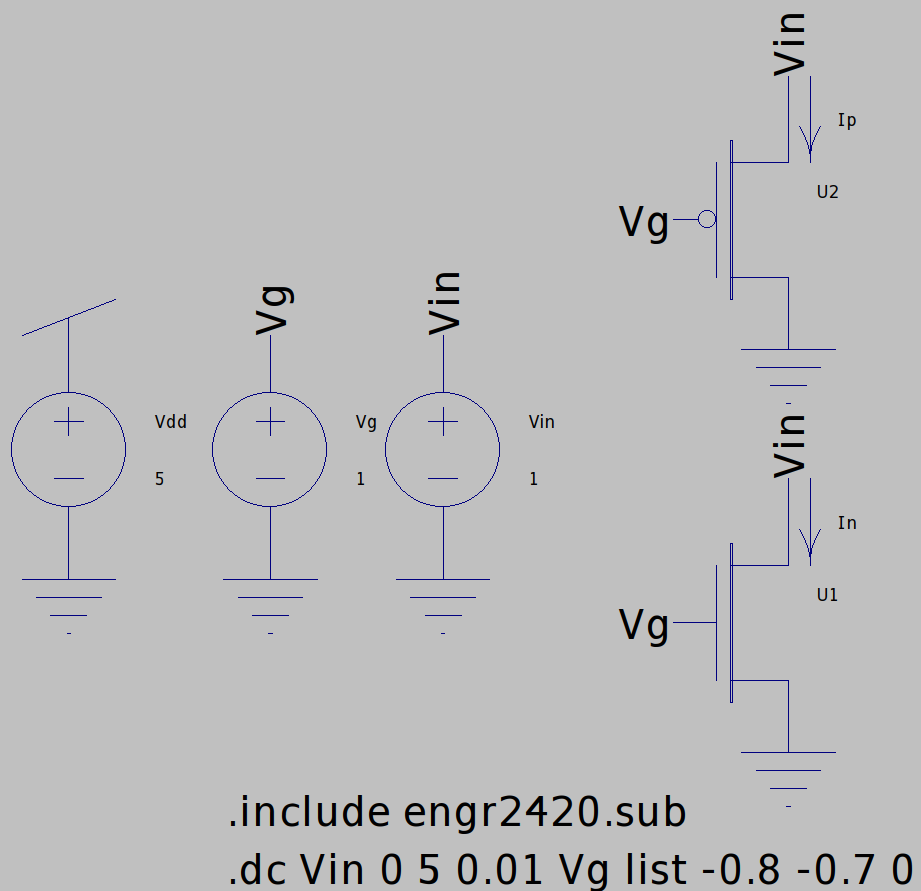 Vin
Ip
U2
Vg
Vg
Vin
Vdd
5
Vg
1
Vin
1
Vin
In
U1
Vg
.include engr2420.sub
.dc Vin 0 5 0.01 Vg list -0.8 -0.7 0